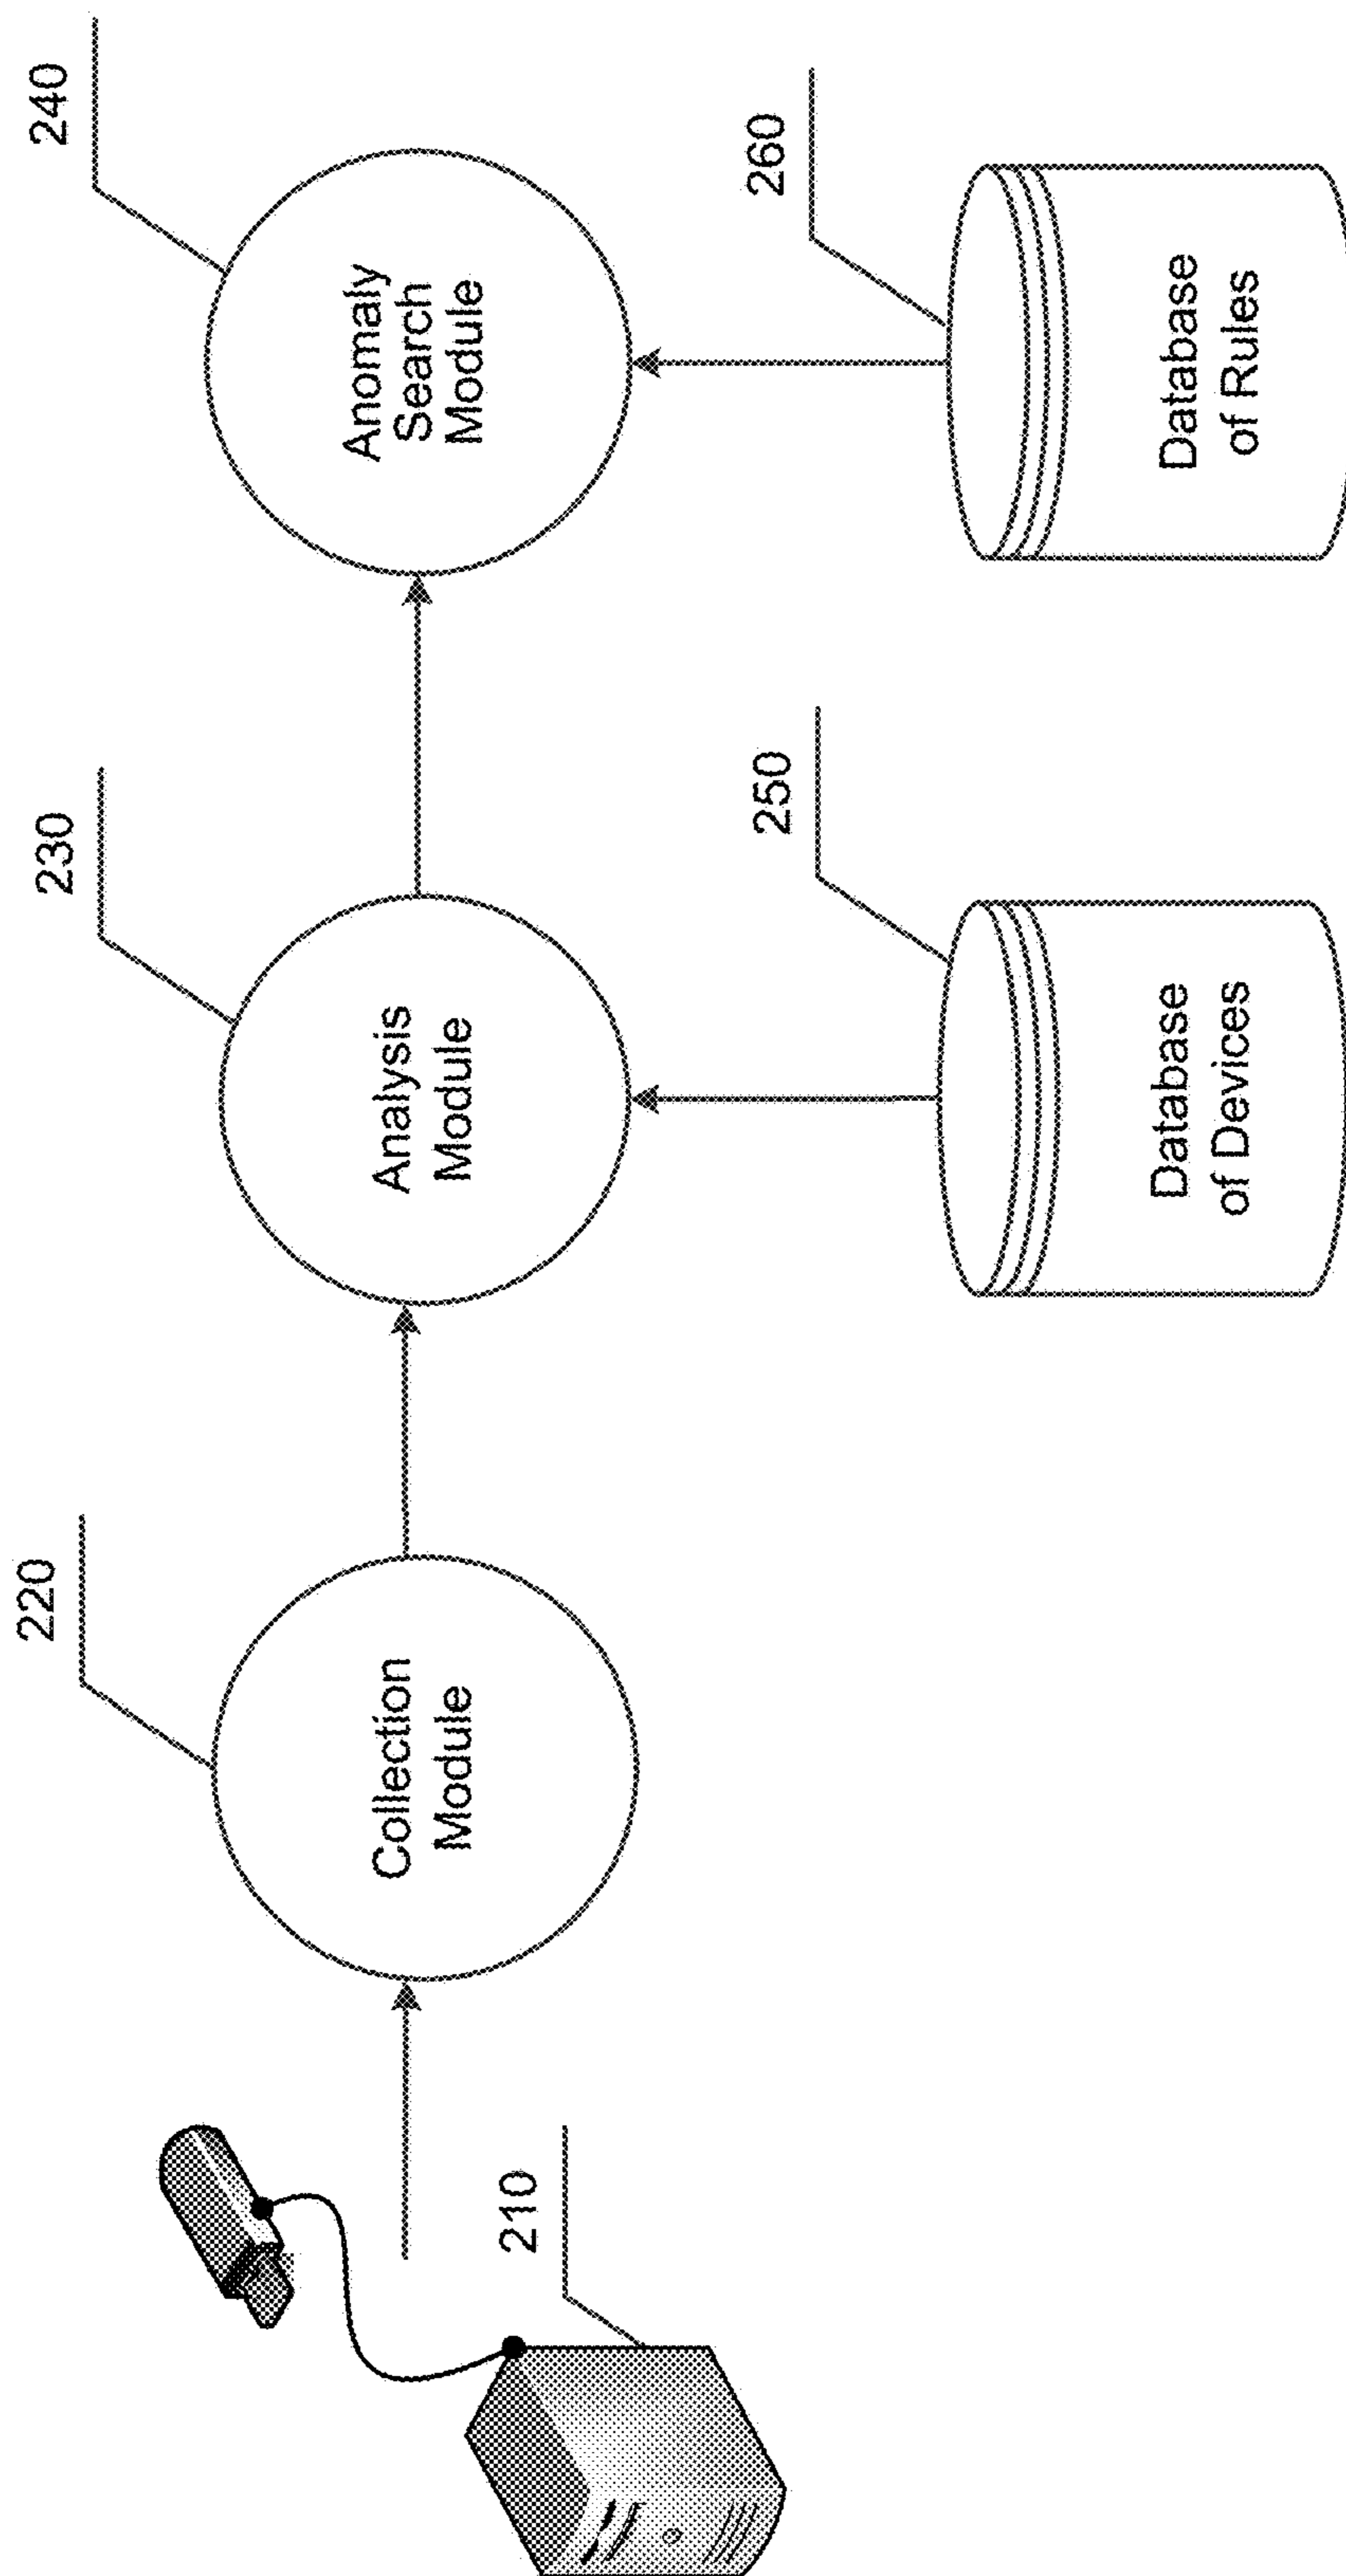 210
220
230
240
Collection
Module
Analysis
Module
Anomaly
Search
Module
250
260
Database
of Devices
Database
of Rules